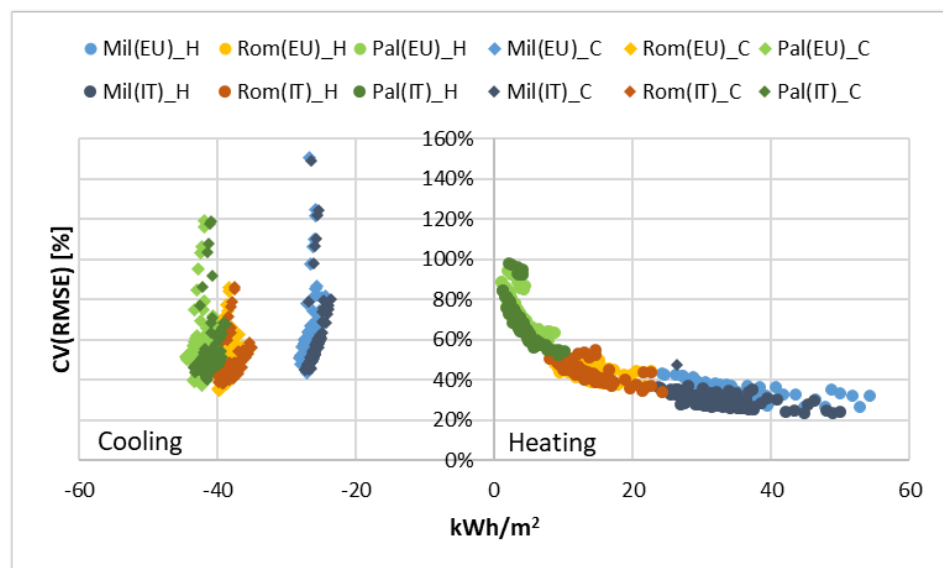 Mil(EU)_H Rom(EU)_H Pal(EU)_H Mil(EU)_C Rom(EU)_C Pal(EU)_C
Mil(IT)_H Rom(IT)_H Pal(IT)_H Mil(IT)_C Rom(IT)_C Pal(IT)_C
CV(RMSE) [%]
160%
140%
120%
100%
80%
60%
40%
20%
0%
Cooling
Heating
-60 -40 -20 0 20 40 60
kWh/m²